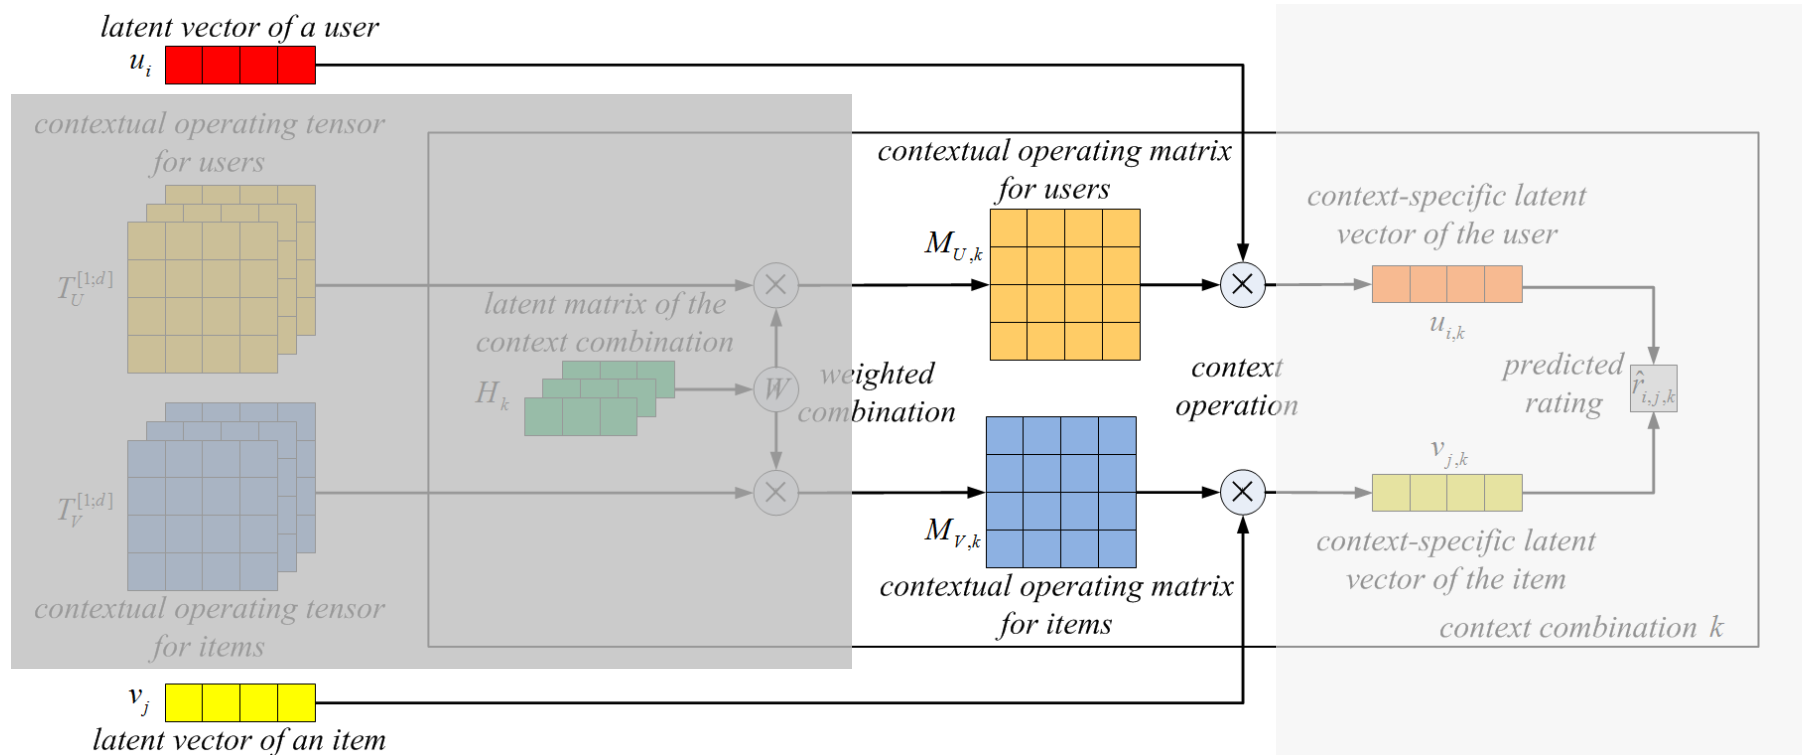 latent vector of a user
u_i
contextual operating tensor
for users
T_U^{[1:d]}
latent matrix of the
context combination
H_k
W
weighted
combination
contextual operating matrix
for users
M_{U,k}
context
operation
context-specific latent
vector of the user
u_{i,k}
predicted
rating
\hat{r}_{i,j,k}
v_{j,k}
context-specific latent
vector of the item
context combination k
T_V^{[1:d]}
contextual operating tensor
for items
M_{V,k}
contextual operating matrix
for items
v_j
latent vector of an item